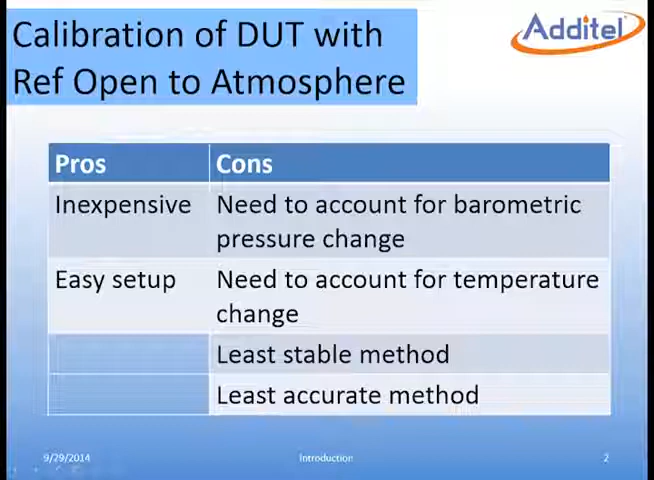 Calibration of DUT with
Ref Open to Atmosphere
Additel
Pros Cons
Inexpensive Need to account for barometric
pressure change
Easy setup Need to account for temperature
change
Least stable method
Least accurate method
9/29/2014 Introduction 2